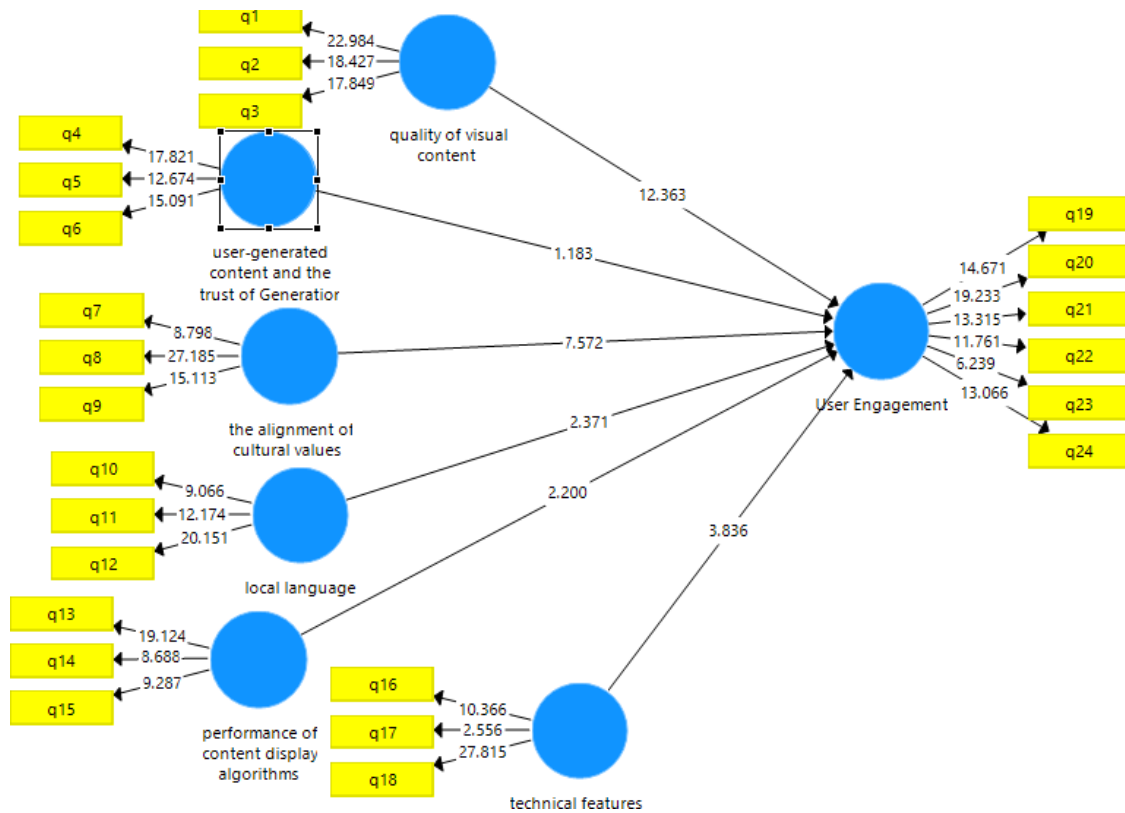 q1
q2
q3
22.984
18.427
17.849
quality of visual
content
q4
q5
q6
17.821
12.674
15.091
user-generated
content and the
trust of Generation
q7
q8
q9
8.798
27.185
15.113
the alignment of
cultural values
q10
q11
q12
9.066
12.174
20.151
local language
q13
q14
q15
19.124
8.688
9.287
performance of
content display
algorithms
q16
q17
q18
10.366
2.556
27.815
technical features
12.363
1.183
7.572
2.371
2.200
3.836
User Engagement
14.671
19.233
13.315
11.761
6.239
13.066
q19
q20
q21
q22
q23
q24